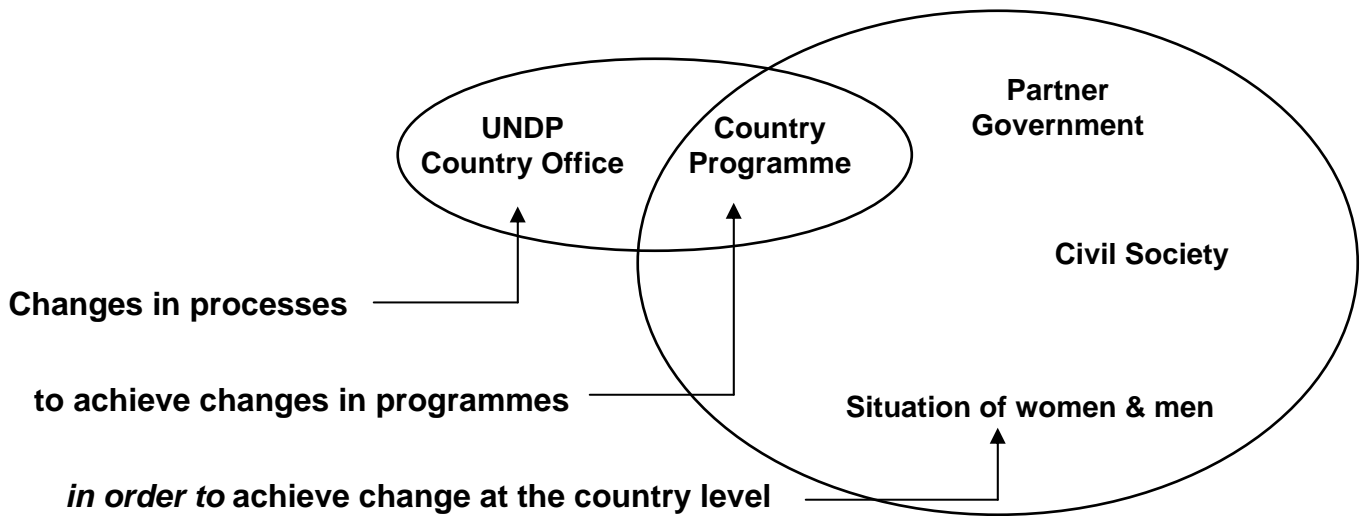 Partner
Government
UNDP
Country Office
Country
Programme
Civil Society
Changes in processes
to achieve changes in programmes
Situation of women & men
in order to achieve change at the country level